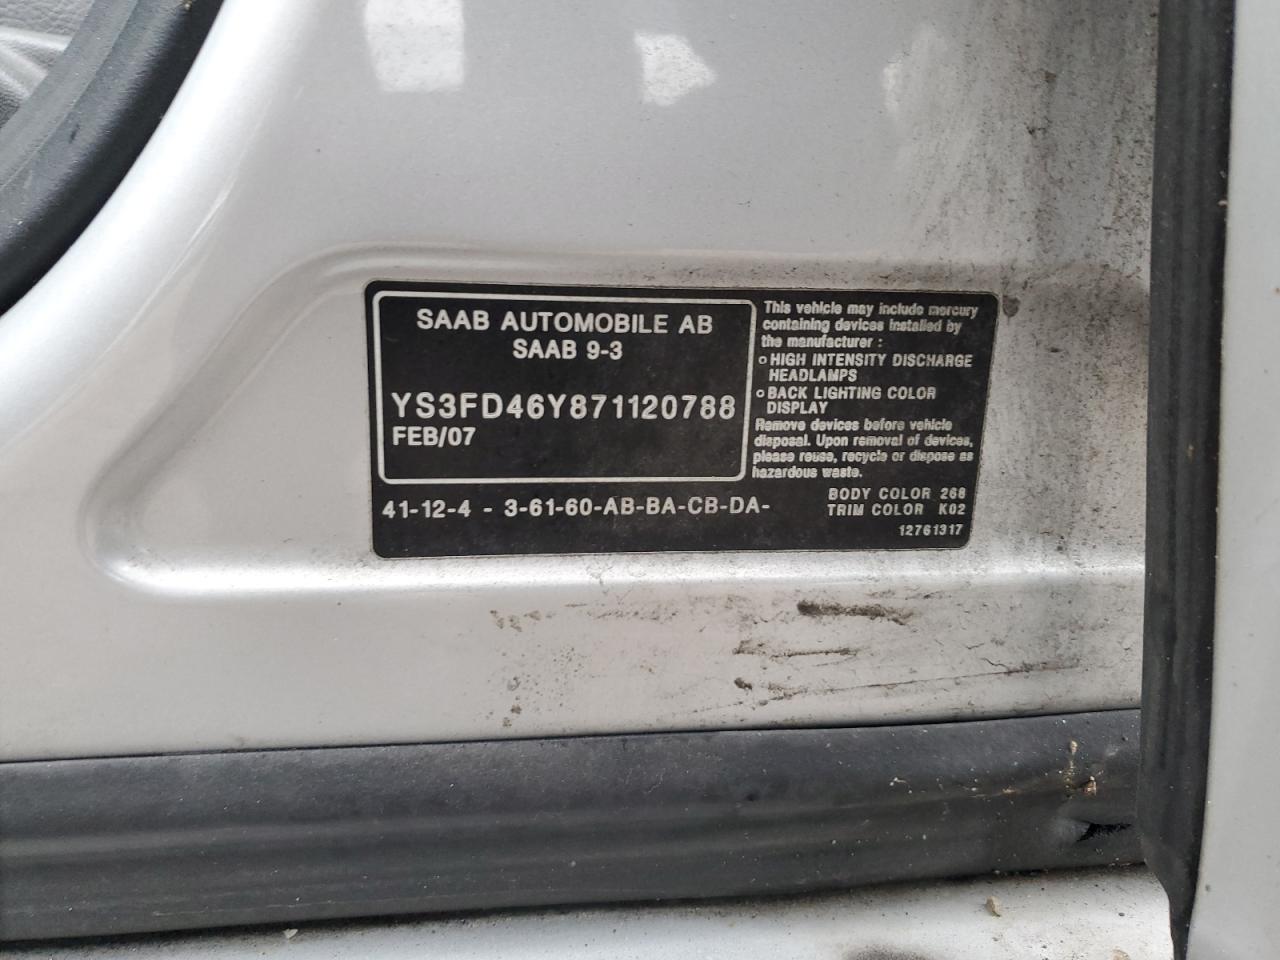 SAAB AUTOMOBILE AB
SAAB 9-3
YS3FD46Y871120788
FEB/07
This vehicle may include mercury
containing devices installed by
the manufacturer :
o HIGH INTENSITY DISCHARGE
HEADLAMPS
o BACK LIGHTING COLOR
DISPLAY
Remove devices before vehicle
disposal. Upon removal of devices,
please reuse, recycle or dispose as
hazardous waste.
41-12-4 - 3-61-60-AB-BA-CB-DA-
BODY COLOR 268
TRIM COLOR K02
12761317